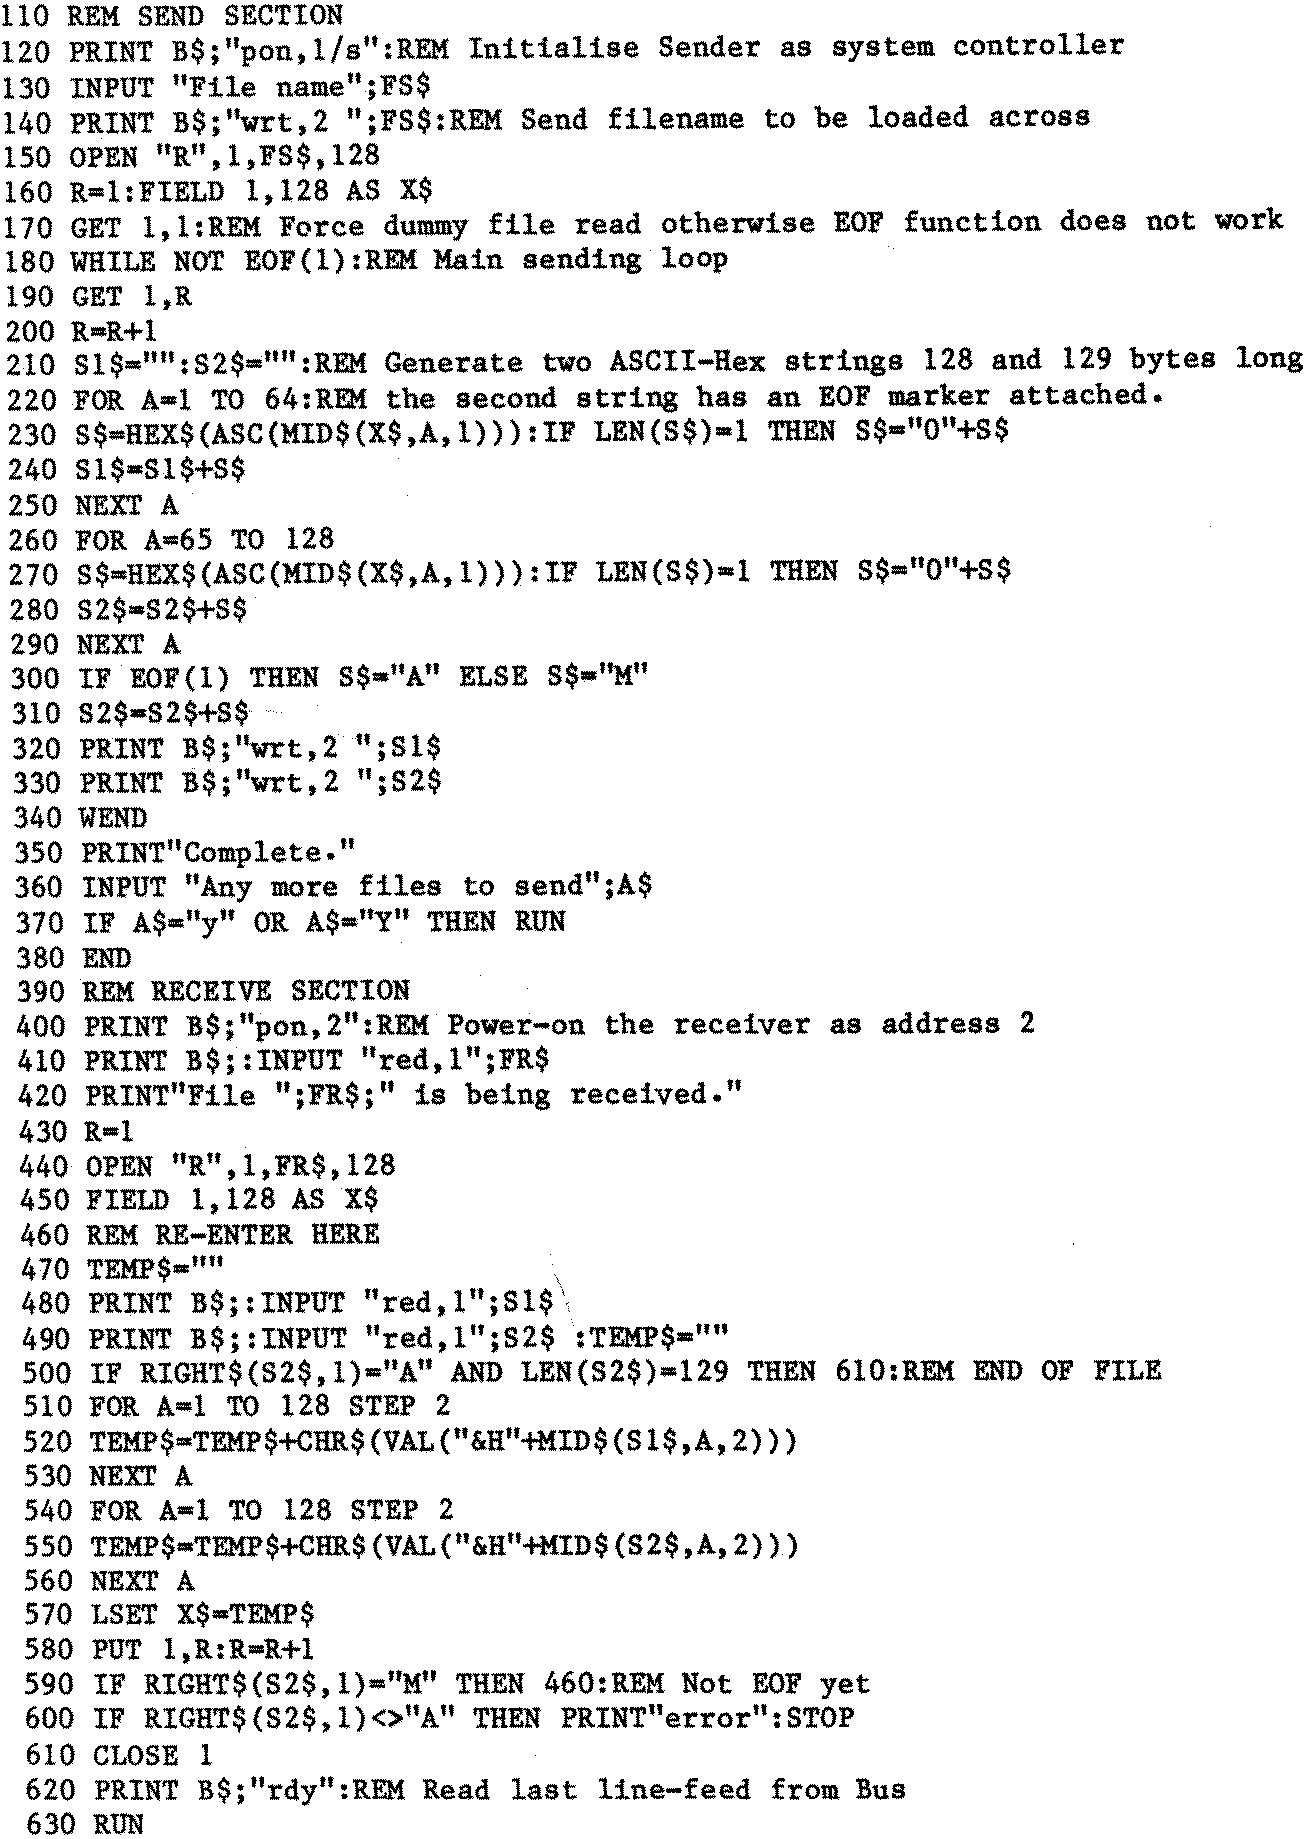 110 REM SEND SECTION
120 PRINT B$;"pon,1/s":REM Initialise Sender as system controller
130 INPUT "File name";FS$
140 PRINT B$;"wrt,2 ";FS$:REM Send filename to be loaded across
150 OPEN "R",1,FS$,128
160 R=1:FIELD 1,128 AS X$
170 GET 1,1:REM Force dummy file read otherwise EOF function does not work
180 WHILE NOT EOF(1):REM Main sending loop
190 GET 1,R
200 R=R+1
210 S1$="":S2$="":REM Generate two ASCII-Hex strings 128 and 129 bytes long
220 FOR A=1 TO 64:REM the second string has an EOF marker attached.
230 S$=HEX$(ASC(MID$(X$,A,1))):IF LEN(S$)=1 THEN S$="0"+S$
240 S1$=S1$+S$
250 NEXT A
260 FOR A=65 TO 128
270 S$=HEX$(ASC(MID$(X$,A,1))):IF LEN(S$)=1 THEN S$="0"+S$
280 S2$=S2$+S$
290 NEXT A
300 IF EOF(1) THEN S$="A" ELSE S$="M"
310 S2$=S2$+S$
320 PRINT B$;"wrt,2 ";S1$
330 PRINT B$;"wrt,2 ";S2$
340 WEND
350 PRINT"Complete."
360 INPUT "Any more files to send";A$
370 IF A$="y" OR A$="Y" THEN RUN
380 END
390 REM RECEIVE SECTION
400 PRINT B$;"pon,2":REM Power-on the receiver as address 2
410 PRINT B$;:INPUT "red,1";FR$
420 PRINT"File ";FR$;" is being received."
430 R=1
440 OPEN "R",1,FR$,128
450 FIELD 1,128 AS X$
460 REM RE-ENTER HERE
470 TEMP$=""
480 PRINT B$;:INPUT "red,1";S1$
490 PRINT B$;:INPUT "red,1";S2$ :TEMP$=""
500 IF RIGHT$(S2$,1)="A" AND LEN(S2$)=129 THEN 610:REM END OF FILE
510 FOR A=1 TO 128 STEP 2
520 TEMP$=TEMP$+CHR$(VAL("&H"+MID$(S1$,A,2)))
530 NEXT A
540 FOR A=1 TO 128 STEP 2
550 TEMP$=TEMP$+CHR$(VAL("&H"+MID$(S2$,A,2)))
560 NEXT A
570 LSET X$=TEMP$
580 PUT 1,R:R=R+1
590 IF RIGHT$(S2$,1)="M" THEN 460:REM Not EOF yet
600 IF RIGHT$(S2$,1)<>"A" THEN PRINT"error":STOP
610 CLOSE 1
620 PRINT B$;"rdy":REM Read last line-feed from Bus
630 RUN